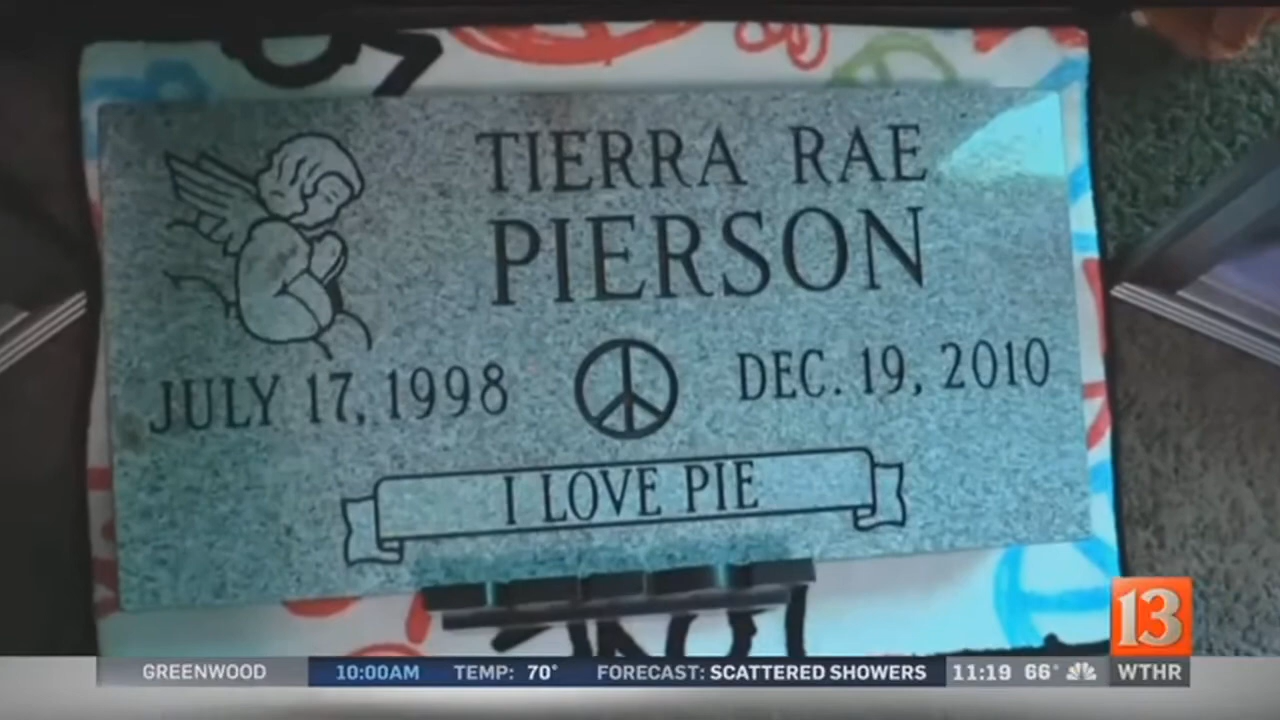 TIERRA RAE
PIERSON
JULY 17, 1998 DEC. 19, 2010
I LOVE PIE
13
GREENWOOD 10:00AM TEMP: 70° FORECAST: SCATTERED SHOWERS 11:19 66° WTHR